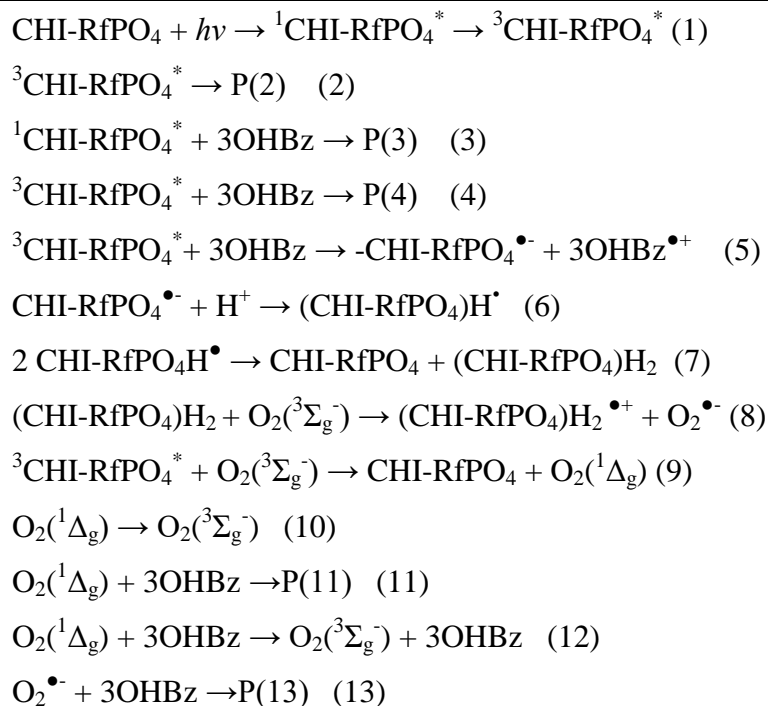 CHI-RfPO₄ + hν → ¹CHI-RfPO₄* → ³CHI-RfPO₄* (1)
³CHI-RfPO₄* → P(2) (2)
¹CHI-RfPO₄* + 3OHBz → P(3) (3)
³CHI-RfPO₄* + 3OHBz → P(4) (4)
³CHI-RfPO₄*+ 3OHBz → -CHI-RfPO₄●⁻ + 3OHBz●⁺ (5)
CHI-RfPO₄●⁻ + H⁺ → (CHI-RfPO₄)H• (6)
2 CHI-RfPO₄H● → CHI-RfPO₄ + (CHI-RfPO₄)H₂ (7)
(CHI-RfPO₄)H₂ + O₂(³Σg⁻) → (CHI-RfPO₄)H₂ ●⁺ + O₂●⁻ (8)
³CHI-RfPO₄* + O₂(³Σg⁻) → CHI-RfPO₄ + O₂(¹Δg) (9)
O₂(¹Δg) → O₂(³Σg⁻) (10)
O₂(¹Δg) + 3OHBz →P(11) (11)
O₂(¹Δg) + 3OHBz → O₂(³Σg⁻) + 3OHBz (12)
O₂●⁻ + 3OHBz →P(13) (13)